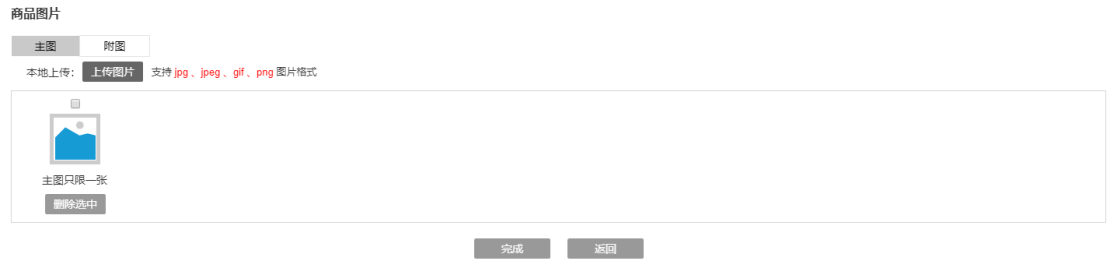 商品图片
主图 附图
本地上传： 上传图片 支持 jpg 、jpeg 、gif 、png 图片格式
主图只限一张
删除选中
完成 返回